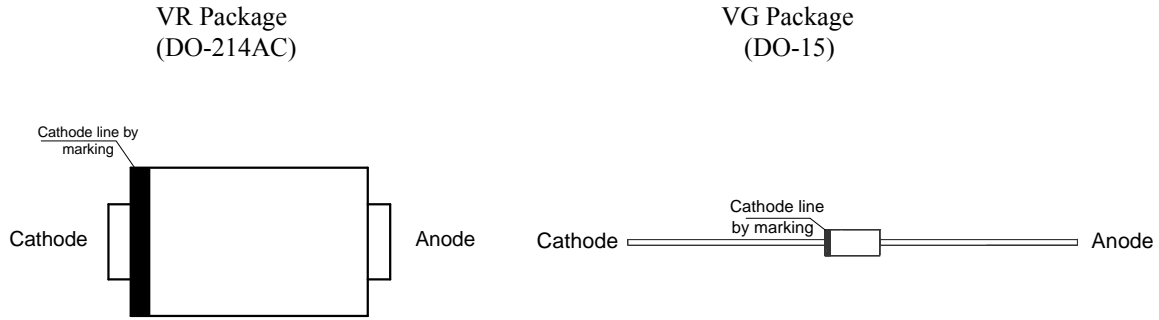 VR Package
(DO-214AC)
VG Package
(DO-15)
Cathode line by
marking
Cathode
Anode
Cathode line
by marking
Cathode
Anode